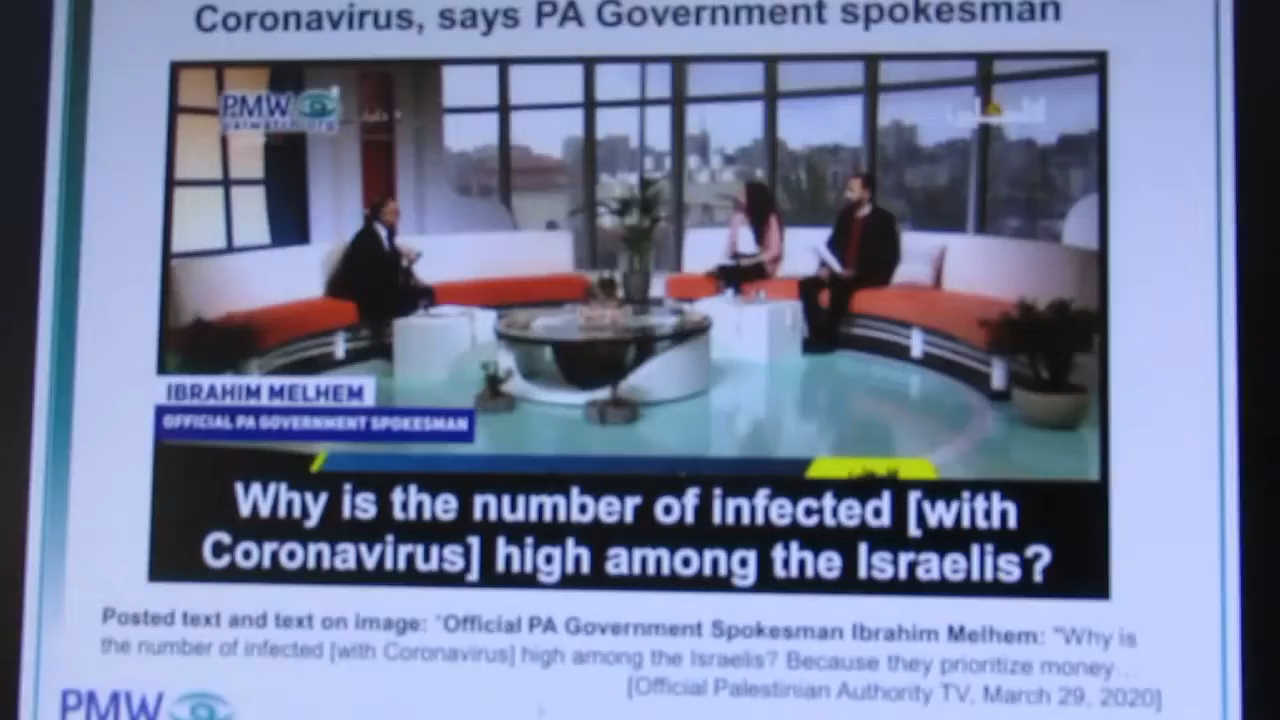 Coronavirus, says PA Government spokesman
PMW
palwatch.org
IBRAHIM MELHEM
OFFICIAL PA GOVERNMENT SPOKESMAN
Why is the number of infected [with
Coronavirus] high among the Israelis?
Posted text and text on image: "Official PA Government Spokesman Ibrahim Melhem: "Why is
the number of infected [with Coronavirus] high among the Israelis? Because they prioritize money…
[Official Palestinian Authority TV, March 29, 2020]
PMW